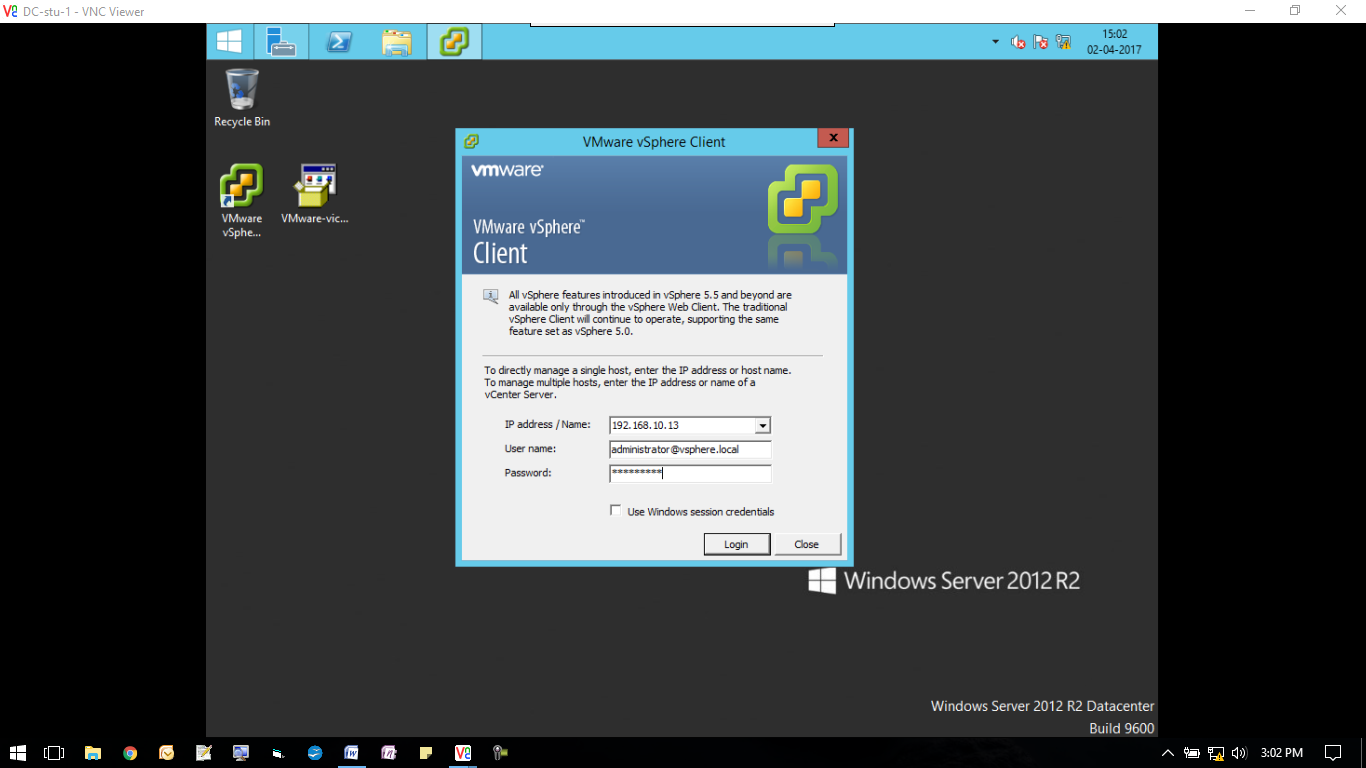 DC-stu-1 - VNC Viewer
15:02
02-04-2017
Recycle Bin
VMware
vSphe...
VMware-vic...
VMware vSphere Client
vmware®
VMware vSphere™
Client
All vSphere features introduced in vSphere 5.5 and beyond are
available only through the vSphere Web Client. The traditional
vSphere Client will continue to operate, supporting the same
feature set as vSphere 5.0.
To directly manage a single host, enter the IP address or host name.
To manage multiple hosts, enter the IP address or name of a
vCenter Server.
IP address / Name: 192.168.10.13
User name: administrator@vsphere.local
Password: *********
Use Windows session credentials
Login Close
Windows Server 2012 R2
Windows Server 2012 R2 Datacenter
Build 9600
3:02 PM